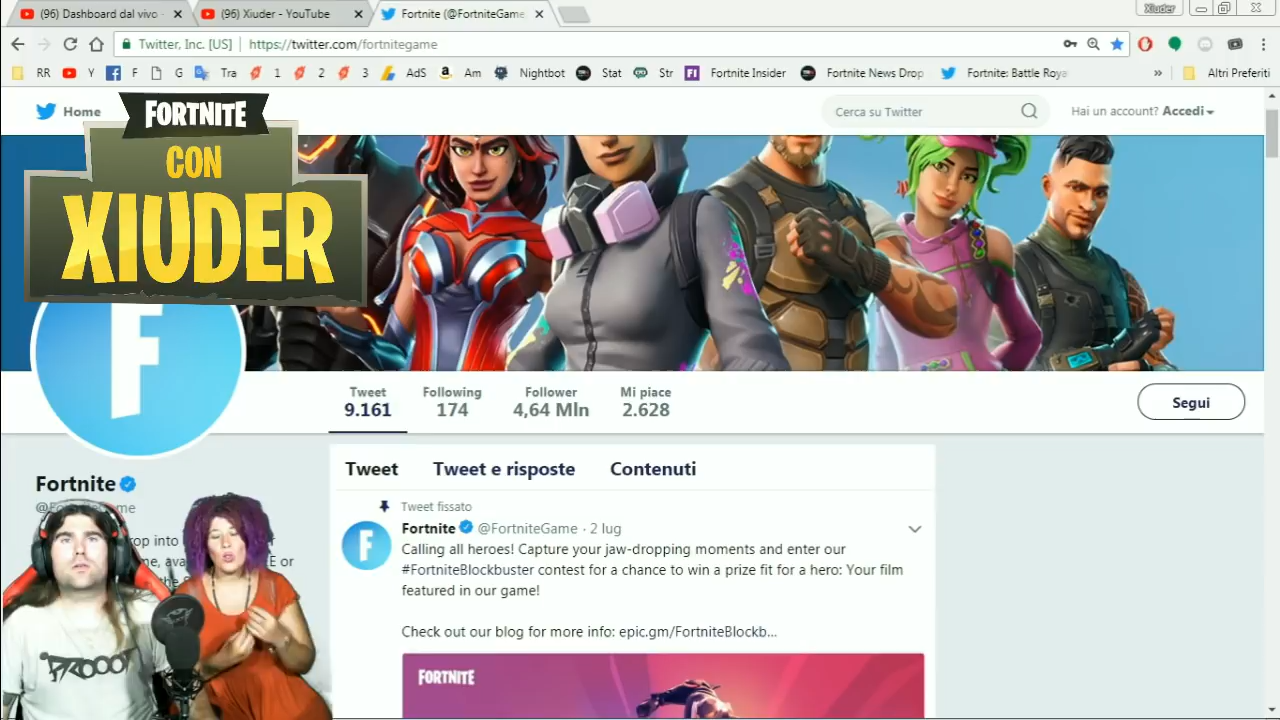 (96) Dashboard dal vivo -
(96) Xiuder - YouTube
Fortnite (@FortniteGame
Xiuder
Twitter, Inc. [US]
https://twitter.com/fortnitegame
RR
Y
F
G
Tra
1
2
3
AdS
Am
Nightbot
Stat
Str
Fortnite Insider
Fortnite News Drop
Fortnite: Battle Roya
»
Altri Preferiti
Home
Cerca su Twitter
Hai un account? Accedi
FORTNITE
CON
XIUDER
F
Tweet
9.161
Following
174
Follower
4,64 Mln
Mi piace
2.628
Segui
Fortnite
Tweet
Tweet e risposte
Contenuti
Tweet fissato
Fortnite @FortniteGame · 2 lug
Calling all heroes! Capture your jaw-dropping moments and enter our
#FortniteBlockbuster contest for a chance to win a prize fit for a hero: Your film
featured in our game!
Check out our blog for more info: epic.gm/FortniteBlockb...
FORTNITE